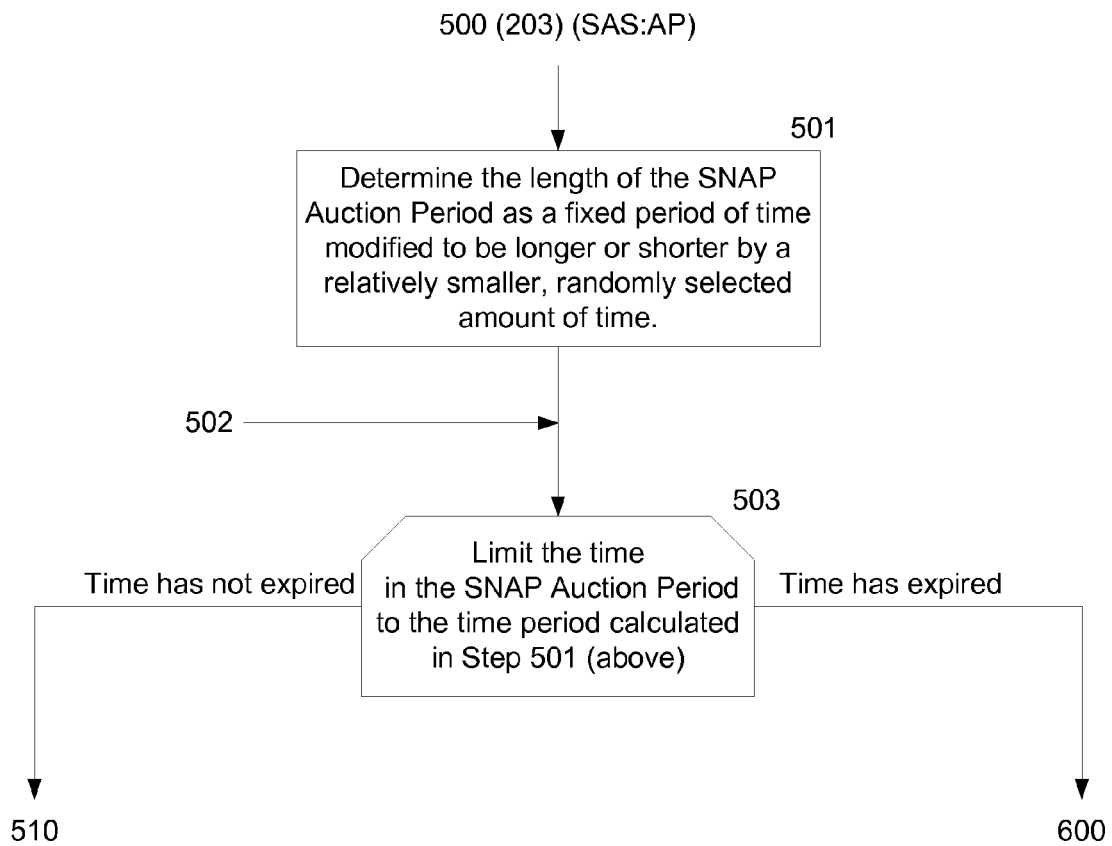 500 (203) (SAS:AP)
501
Determine the length of the SNAP
Auction Period as a fixed period of time
modified to be longer or shorter by a
relatively smaller, randomly selected
amount of time.
502
503
Limit the time
in the SNAP Auction Period
to the time period calculated
in Step 501 (above)
Time has not expired
Time has expired
510
600